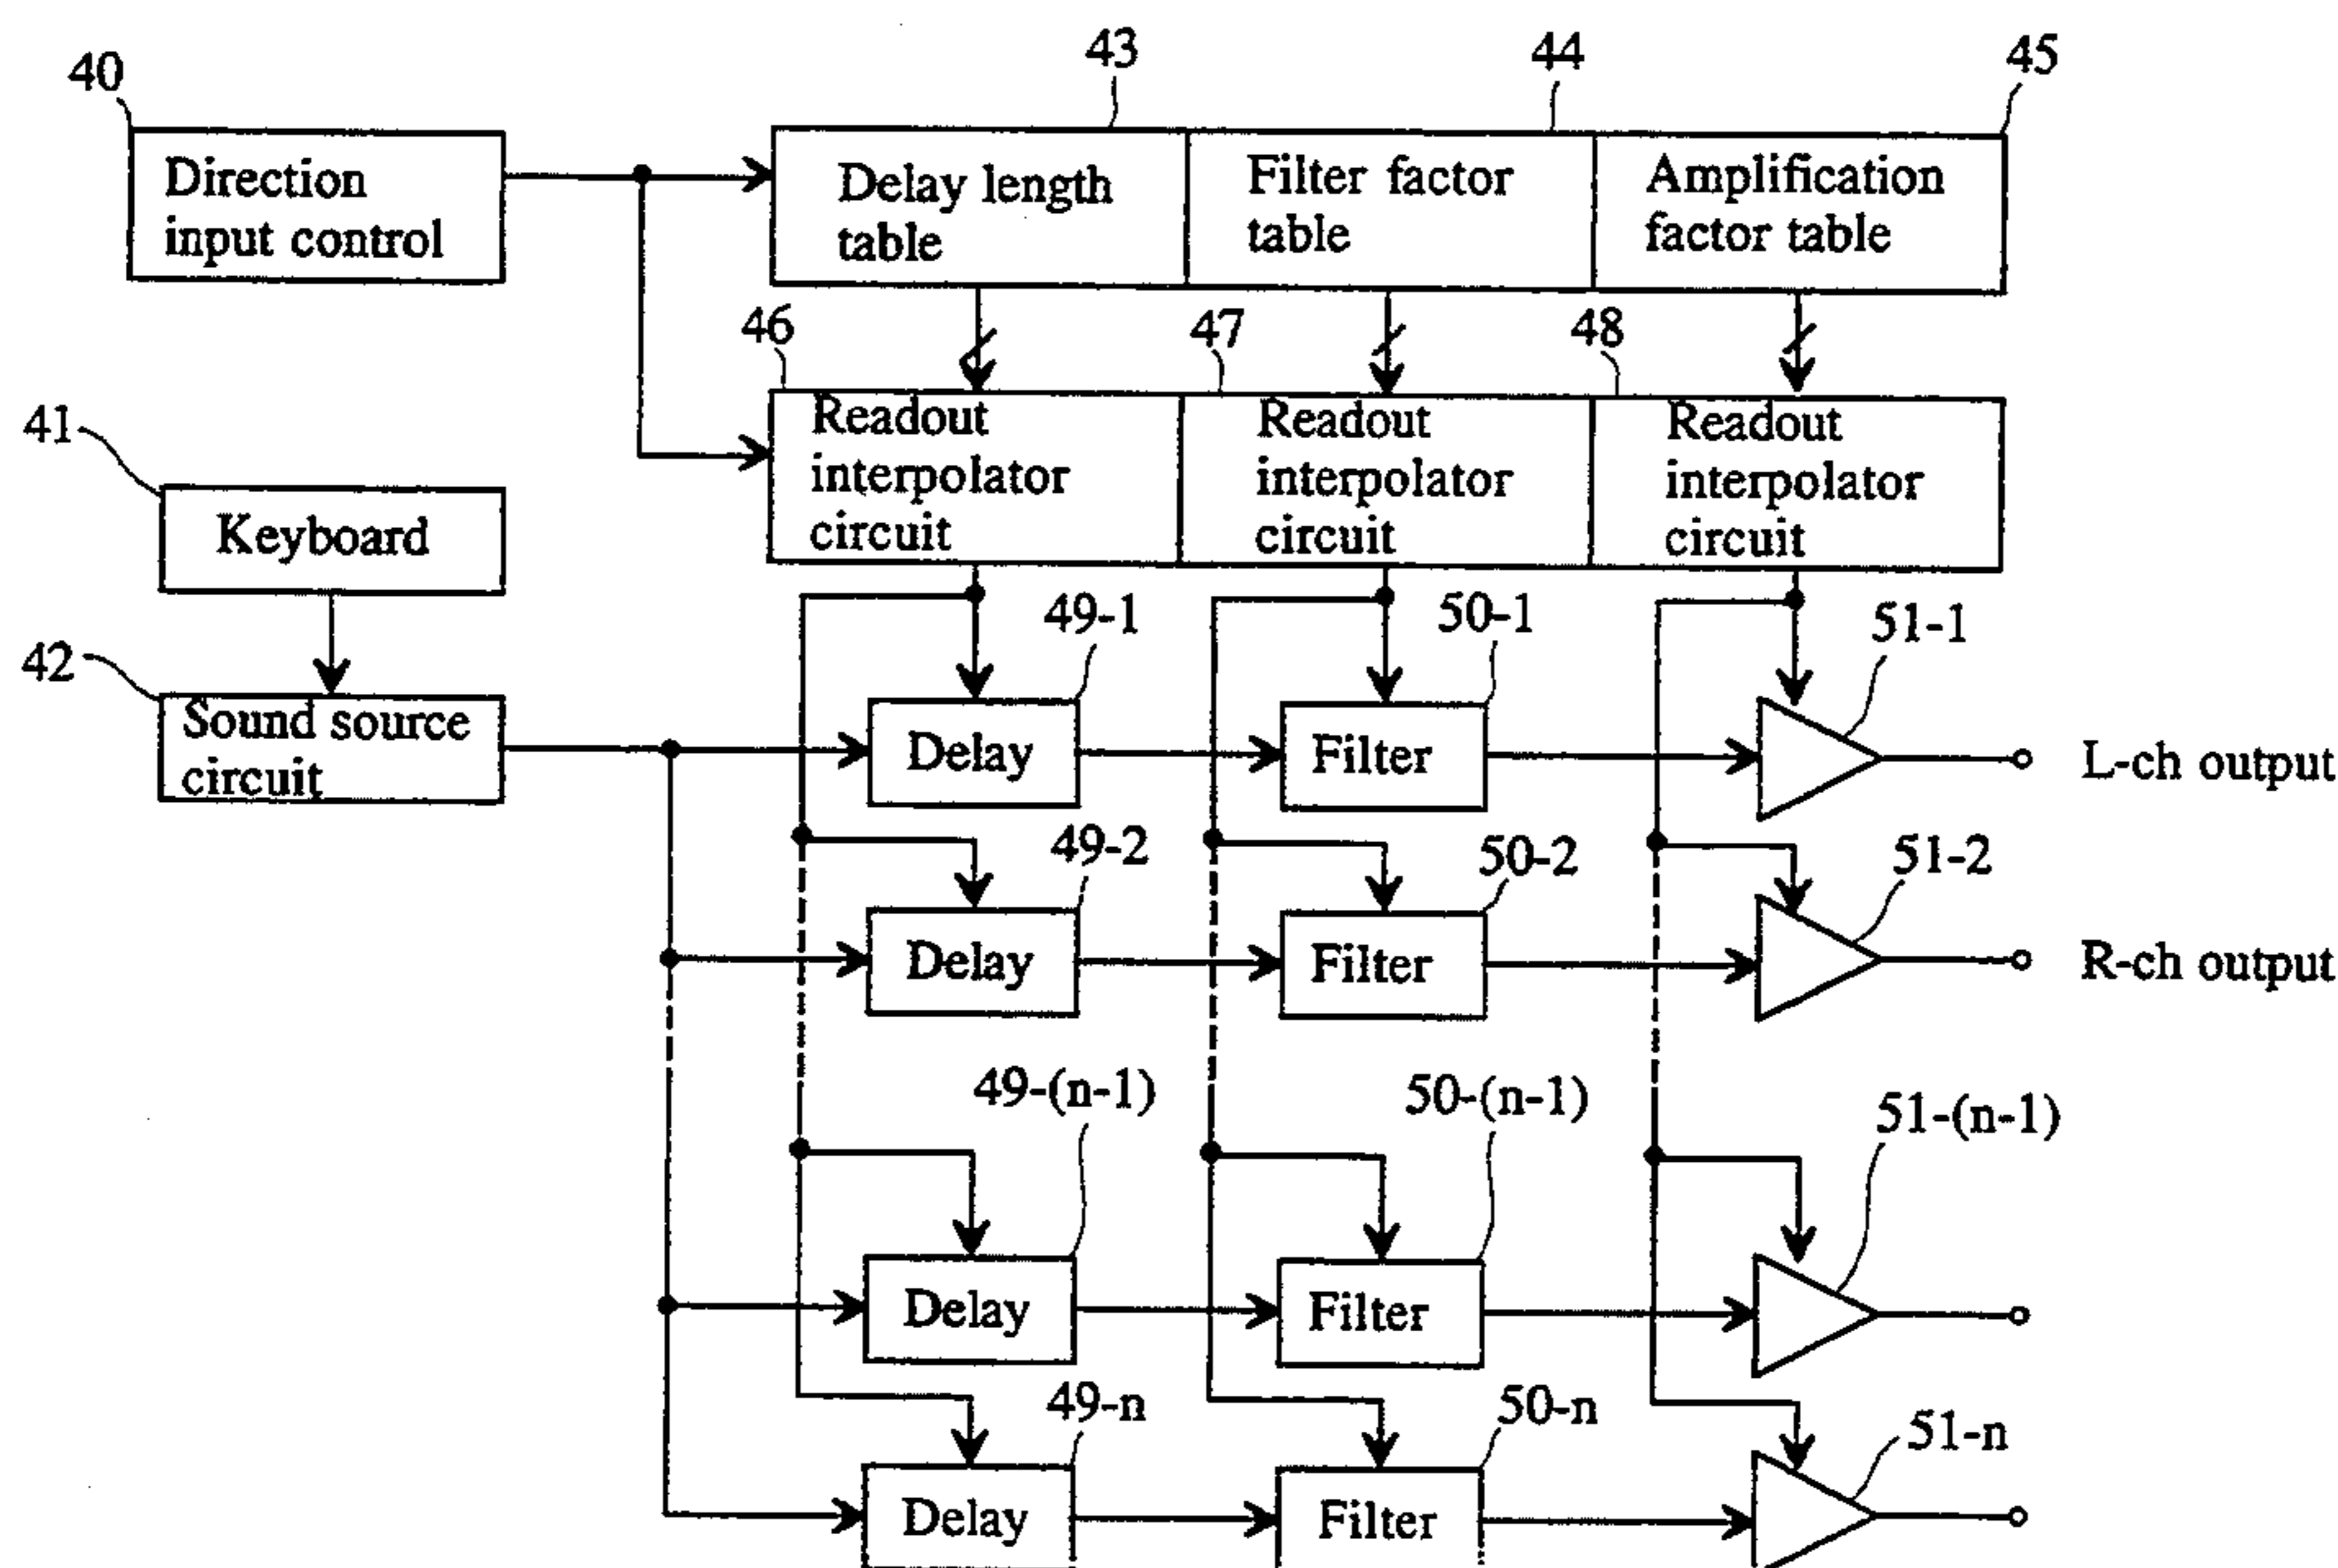 40
43
44
45
Direction
input control
Delay length
table
Filter factor
table
Amplification
factor table
46
47
48
41
Readout
interpolator
circuit
Readout
interpolator
circuit
Readout
interpolator
circuit
Keyboard
42
49-1
50-1
51-1
Sound source
circuit
Delay
Filter
L-ch output
49-2
50-2
51-2
Delay
Filter
R-ch output
49-(n-1)
50-(n-1)
51-(n-1)
Delay
Filter
49-n
50-n
51-n
Delay
Filter